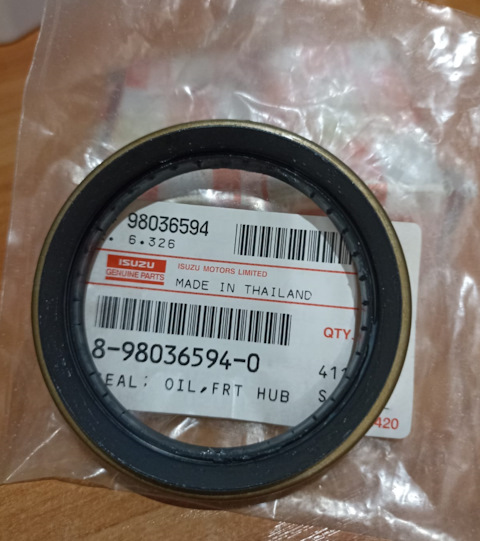 98036594
6.326
ISUZU
GENUINE PARTS
ISUZU MOTORS LIMITED
MADE IN THAILAND
QTY.
8-98036594-0
411
EAL; OIL,FRT HUB
S
420